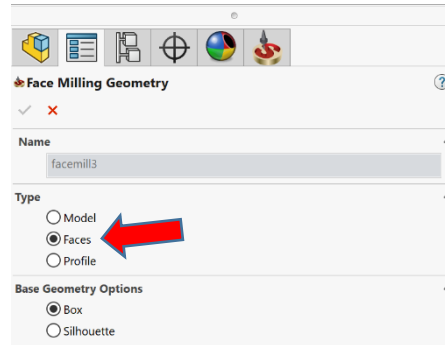 Face Milling Geometry
?
Name
facemill3
Type
Model
Faces
Profile
Base Geometry Options
Box
Silhouette